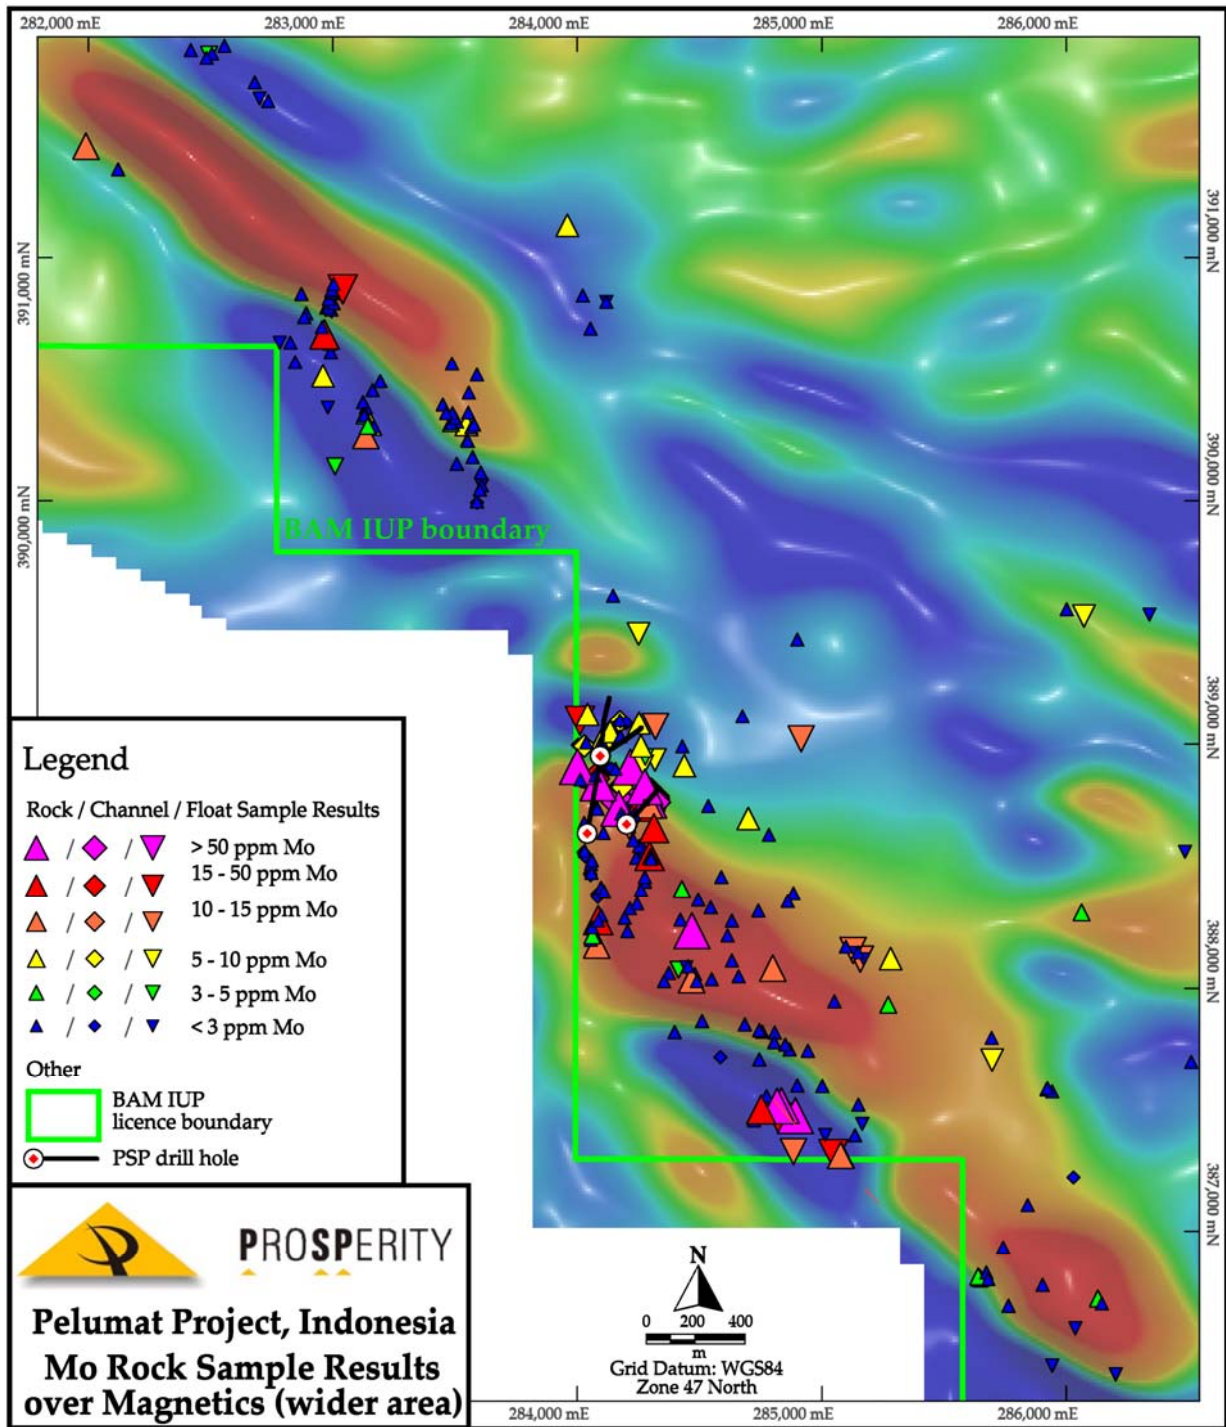 282,000 mE
283,000 mE
284,000 mE
285,000 mE
286,000 mE
391,000 mN
391,000 mN
390,000 mN
390,000 mN
BAM IUP boundary
389,000 mN
388,000 mN
387,000 mN
Legend
Rock / Channel / Float Sample Results
/ / > 50 ppm Mo
/ / 15 - 50 ppm Mo
/ / 10 - 15 ppm Mo
/ / 5 - 10 ppm Mo
/ / 3 - 5 ppm Mo
/ / < 3 ppm Mo
Other
BAM IUP
licence boundary
PSP drill hole
PROSPERITY
Pelumat Project, Indonesia
Mo Rock Sample Results
over Magnetics (wider area)
N
0 200 400
m
Grid Datum: WGS84
Zone 47 North
284,000 mE
285,000 mE
286,000 mE